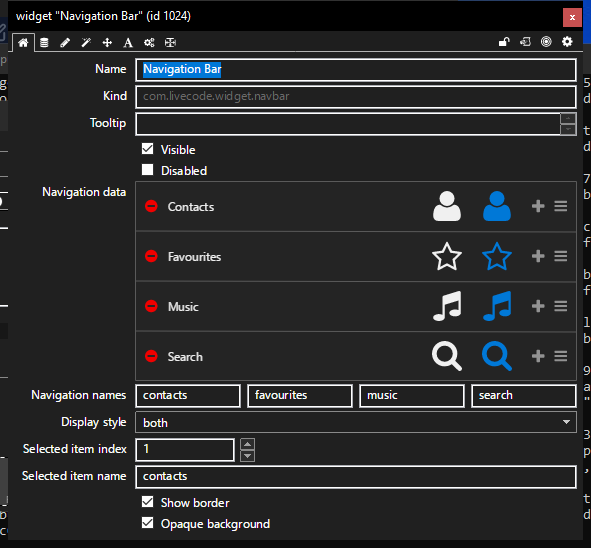 widget "Navigation Bar" (id 1024)
Name Navigation Bar
Kind com.livecode.widget.navbar
Tooltip
Visible
Disabled
Navigation data
Contacts
Favourites
Music
Search
Navigation names contacts favourites music search
Display style both
Selected item index 1
Selected item name contacts
Show border
Opaque background